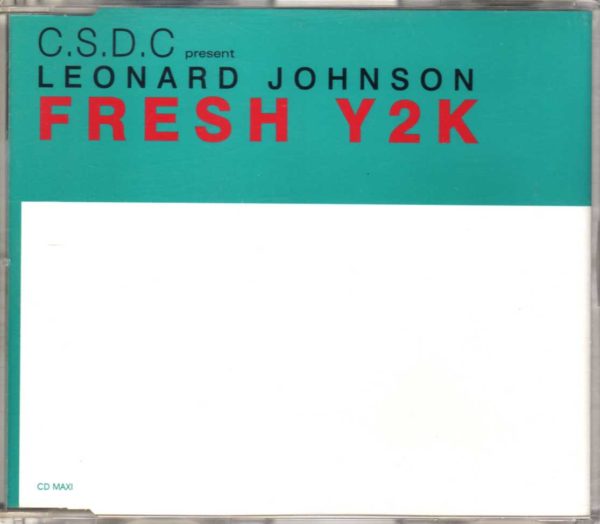 C.S.D.C present
LEONARD JOHNSON
FRESH Y2K
CD MAXI